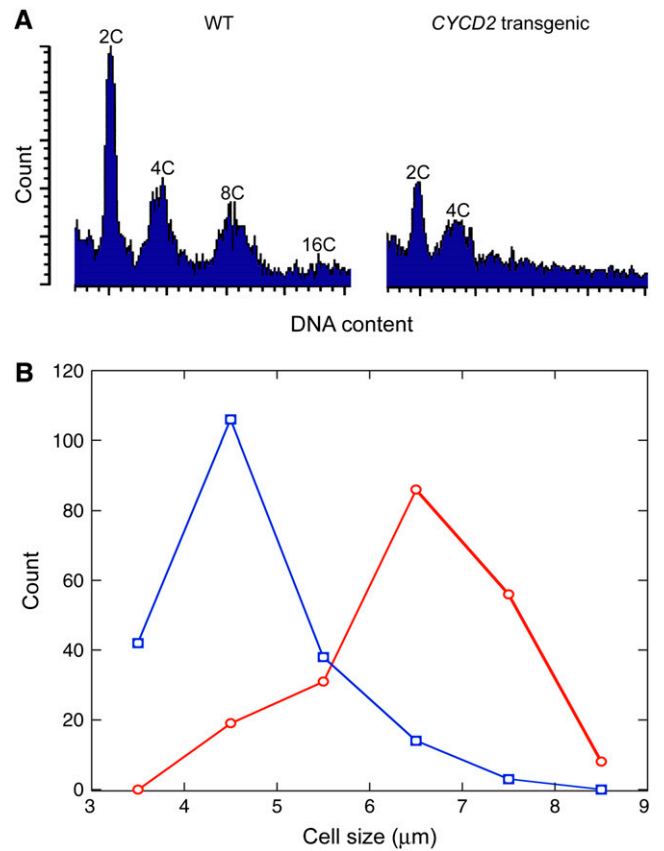 A
WT
CYCD2 transgenic
2C
4C
8C
16C
2C
4C
Count
DNA content
B
120
100
80
60
40
20
0
Count
3 4 5 6 7 8 9
Cell size (μm)